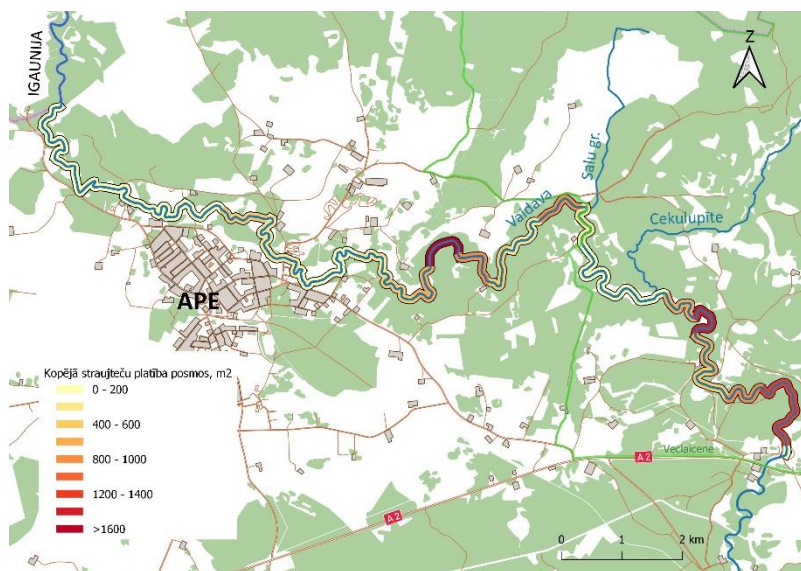 IGAUNIJA
Z
Salu gr.
Vaidava
Cekulupīte
APE
Kopējā straujteču platība posmos, m2
0 - 200
400 - 600
800 - 1000
1200 - 1400
>1600
Veclaicene
A2
A2
0 1 2 km